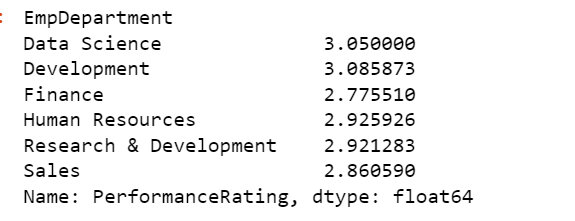 EmpDepartment
Data Science 3.050000
Development 3.085873
Finance 2.775510
Human Resources 2.925926
Research & Development 2.921283
Sales 2.860590
Name: PerformanceRating, dtype: float64